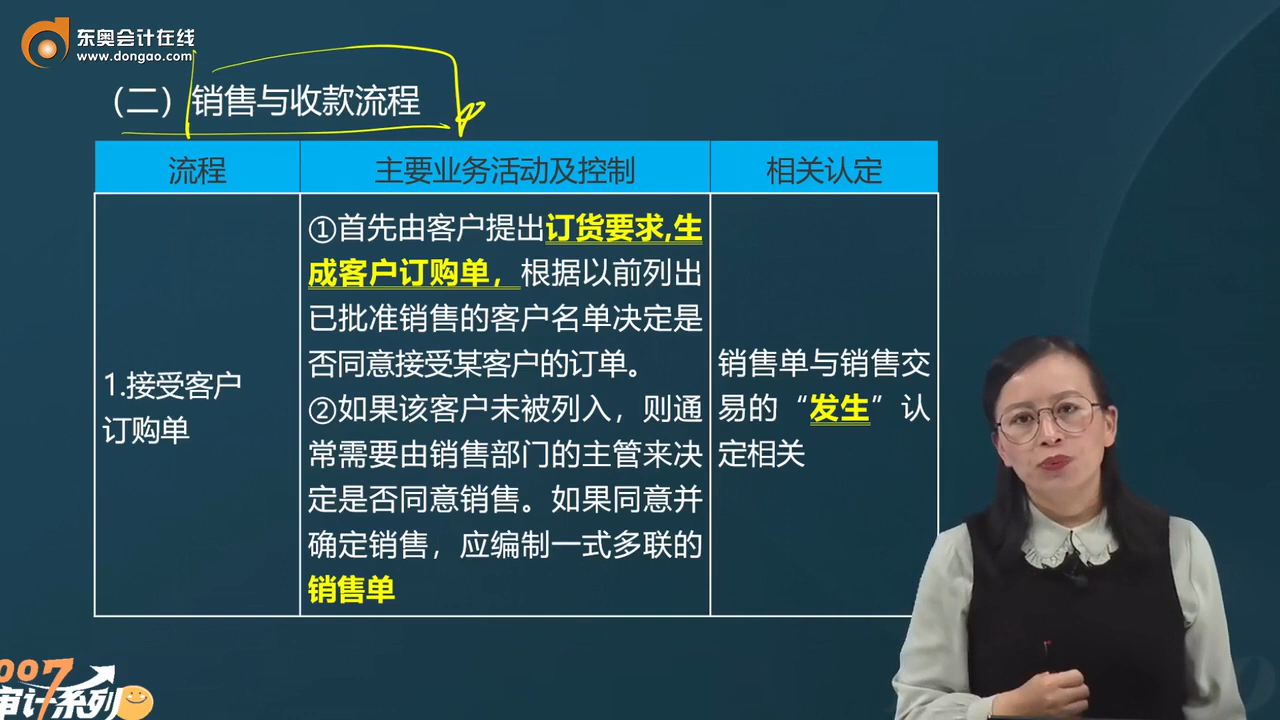 东奥会计在线
www.dongao.com
（二）销售与收款流程
流程
主要业务活动及控制
相关认定
1.接受客户
订购单
①首先由客户提出订货要求,生
成客户订购单，根据以前列出
已批准销售的客户名单决定是
否同意接受某客户的订单。
②如果该客户未被列入，则通
常需要由销售部门的主管来决
定是否同意销售。如果同意并
确定销售，应编制一式多联的
销售单
销售单与销售交
易的“发生”认
定相关
007
审计系列